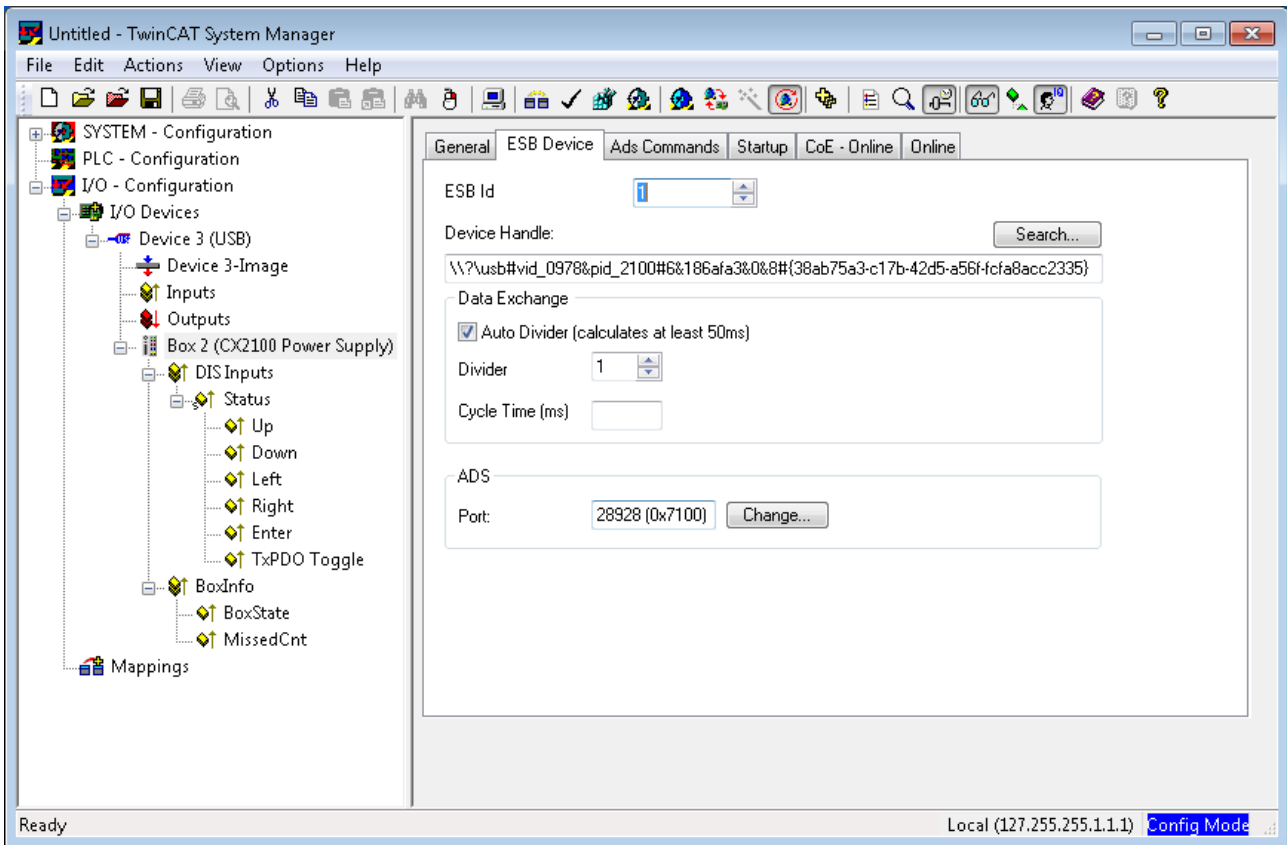 Untitled - TwinCAT System Manager
File Edit Actions View Options Help
SYSTEM - Configuration
PLC - Configuration
I/O - Configuration
I/O Devices
Device 3 (USB)
Device 3-Image
Inputs
Outputs
Box 2 (CX2100 Power Supply)
DIS Inputs
Status
Up
Down
Left
Right
Enter
TxPDO Toggle
BoxInfo
BoxState
MissedCnt
Mappings
General ESB Device Ads Commands Startup CoE - Online Online
ESB Id 1
Device Handle: Search...
\\?\usb#vid_0978&pid_2100#6&186afa3&0&8#{38ab75a3-c17b-42d5-a56f-fcfa8acc2335}
Data Exchange
Auto Divider (calculates at least 50ms)
Divider 1
Cycle Time (ms)
ADS
Port: 28928 (0x7100) Change...
Ready Local (127.255.255.1.1.1) Config Mode